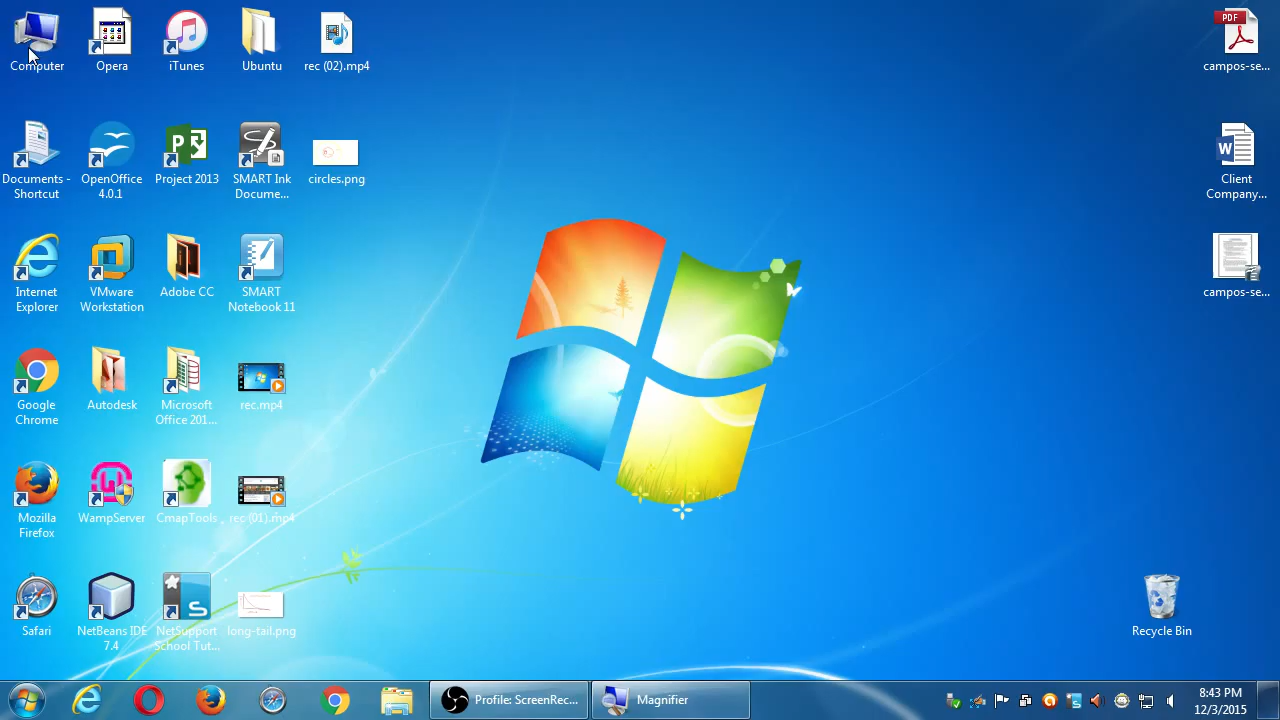 Computer
Opera
iTunes
Ubuntu
rec (02).mp4
PDF
campos-se...
Documents -
Shortcut
OpenOffice
4.0.1
Project 2013
SMART Ink
Docume...
circles.png
Client
Company...
Internet
Explorer
VMware
Workstation
Adobe CC
SMART
Notebook 11
campos-se...
Google
Chrome
Autodesk
Microsoft
Office 201...
rec.mp4
Mozilla
Firefox
WampServer
CmapTools
rec (01).mp4
Safari
NetBeans IDE
7.4
NetSupport
School Tut...
long-tail.png
Recycle Bin
Profile: ScreenRec...
Magnifier
8:43 PM
12/3/2015